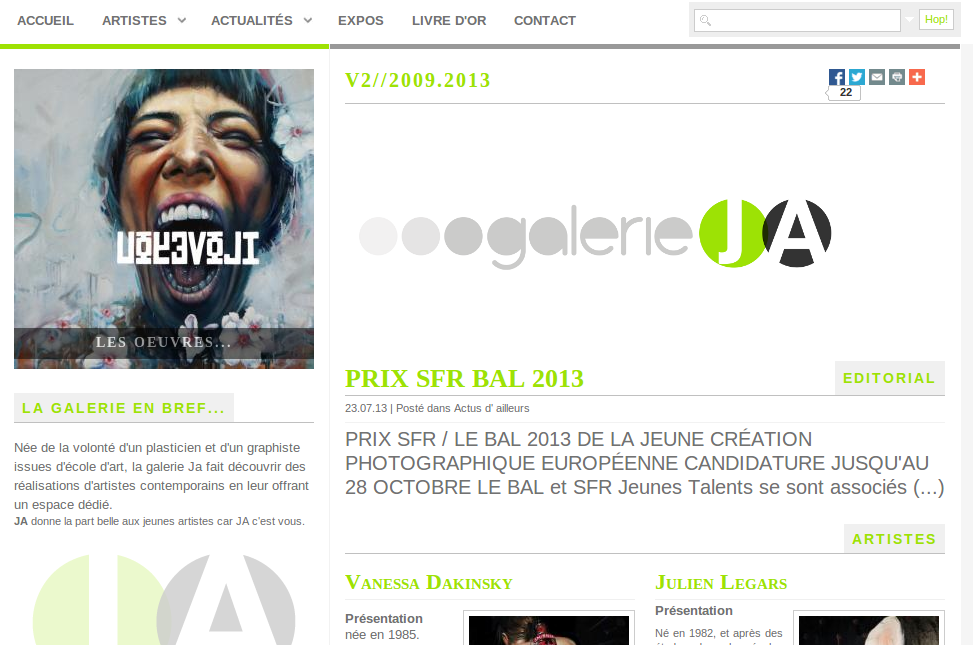 ACCUEIL ARTISTES ACTUALITÉS EXPOS LIVRE D'OR CONTACT Hop!
V2//2009.2013
22
galerie JA
LES OEUVRES...
PRIX SFR BAL 2013
EDITORIAL
23.07.13 | Posté dans Actus d' ailleurs
PRIX SFR / LE BAL 2013 DE LA JEUNE CRÉATION
PHOTOGRAPHIQUE EUROPÉENNE CANDIDATURE JUSQU'AU
28 OCTOBRE LE BAL et SFR Jeunes Talents se sont associés (...)
LA GALERIE EN BREF...
Née de la volonté d'un plasticien et d'un graphiste
issues d'école d'art, la galerie Ja fait découvrir des
réalisations d'artistes contemporains en leur offrant
un espace dédié.
JA donne la part belle aux jeunes artistes car JA c'est vous.
JA
ARTISTES
Vanessa Dakinsky
Présentation
née en 1985.
Julien Legars
Présentation
Né en 1982, et après des